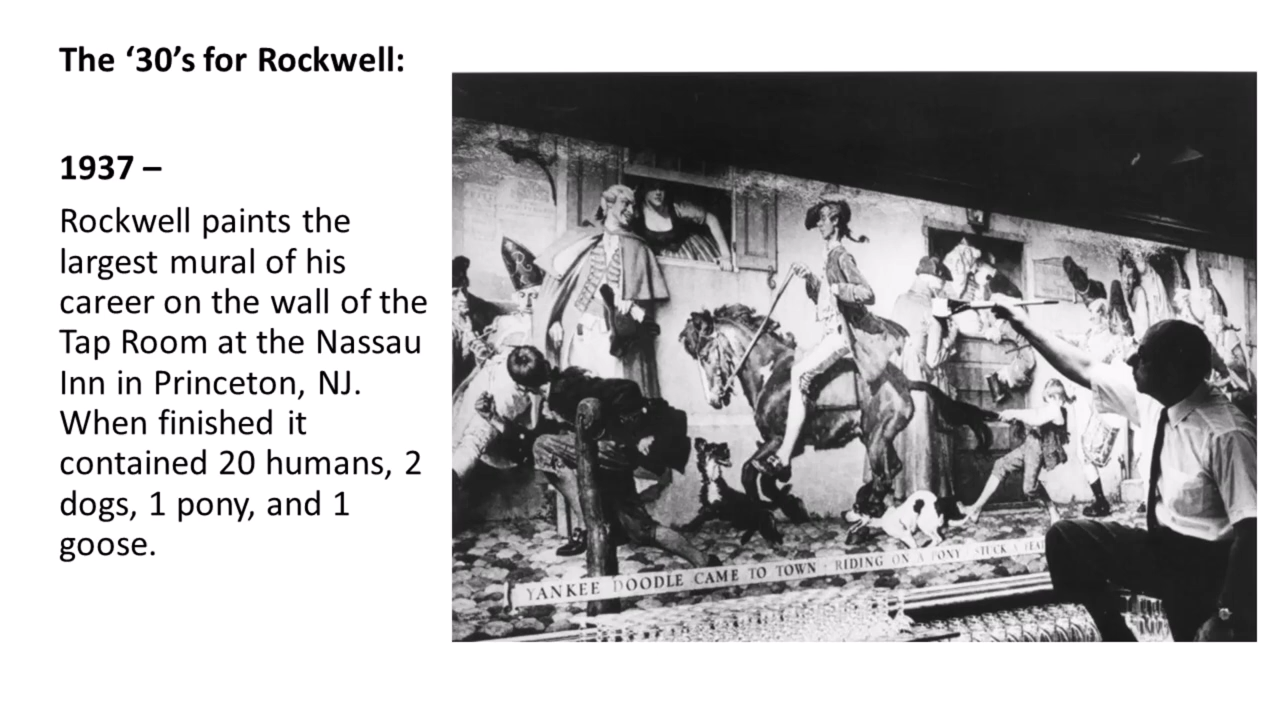 The ‘30’s for Rockwell:
1937 –
Rockwell paints the
largest mural of his
career on the wall of the
Tap Room at the Nassau
Inn in Princeton, NJ.
When finished it
contained 20 humans, 2
dogs, 1 pony, and 1
goose.
YANKEE DOODLE CAME TO TOWN · RIDING ON A PONY STUCK A